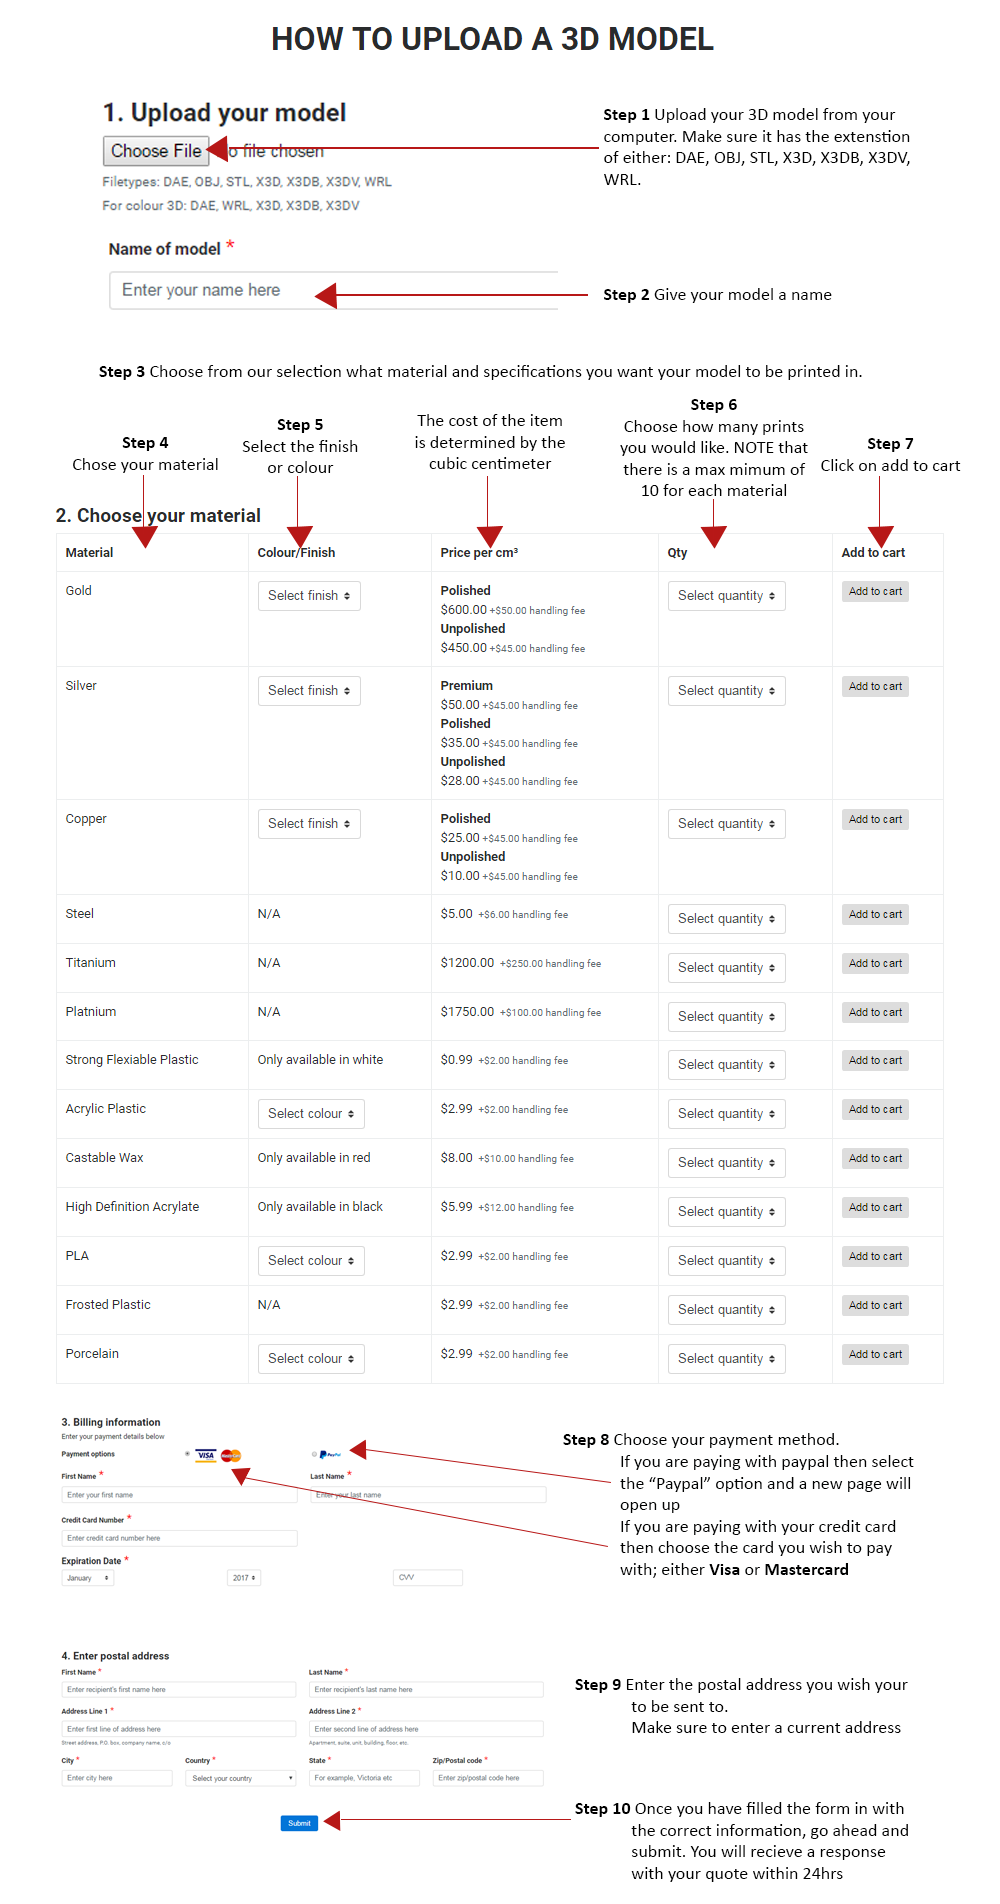 HOW TO UPLOAD A 3D MODEL
1. Upload your model
Choose File o file chosen
Filetypes: DAE, OBJ, STL, X3D, X3DB, X3DV, WRL
For colour 3D: DAE, WRL, X3D, X3DB, X3DV
Step 1 Upload your 3D model from your
computer. Make sure it has the extenstion
of either: DAE, OBJ, STL, X3D, X3DB, X3DV,
WRL.
Name of model *
Enter your name here
Step 2 Give your model a name
Step 3 Choose from our selection what material and specifications you want your model to be printed in.
Step 4
Chose your material
Step 5
Select the finish
or colour
The cost of the item
is determined by the
cubic centimeter
Step 6
Choose how many prints
you would like. NOTE that
there is a max mimum of
10 for each material
Step 7
Click on add to cart
2. Choose your material
Material Colour/Finish Price per cm³ Qty Add to cart
Gold Select finish Polished Select quantity Add to cart
$600.00 +$50.00 handling fee
Unpolished
$450.00 +$45.00 handling fee
Silver Select finish Premium Select quantity Add to cart
$50.00 +$45.00 handling fee
Polished
$35.00 +$45.00 handling fee
Unpolished
$28.00 +$45.00 handling fee
Copper Select finish Polished Select quantity Add to cart
$25.00 +$45.00 handling fee
Unpolished
$10.00 +$45.00 handling fee
Steel N/A $5.00 +$6.00 handling fee Select quantity Add to cart
Titanium N/A $1200.00 +$250.00 handling fee Select quantity Add to cart
Platnium N/A $1750.00 +$100.00 handling fee Select quantity Add to cart
Strong Flexiable Plastic Only available in white $0.99 +$2.00 handling fee Select quantity Add to cart
Acrylic Plastic Select colour $2.99 +$2.00 handling fee Select quantity Add to cart
Castable Wax Only available in red $8.00 +$10.00 handling fee Select quantity Add to cart
High Definition Acrylate Only available in black $5.99 +$12.00 handling fee Select quantity Add to cart
PLA Select colour $2.99 +$2.00 handling fee Select quantity Add to cart
Frosted Plastic N/A $2.99 +$2.00 handling fee Select quantity Add to cart
Porcelain Select colour $2.99 +$2.00 handling fee Select quantity Add to cart
3. Billing information
Enter your payment details below
Payment options VISA MasterCard PayPal
First Name * Last Name *
Enter your first name Enter your last name
Credit Card Number *
Enter credit card number here
Expiration Date *
January 2017 CVV
Step 8 Choose your payment method.
If you are paying with paypal then select
the “Paypal” option and a new page will
open up
If you are paying with your credit card
then choose the card you wish to pay
with; either Visa or Mastercard
4. Enter postal address
First Name * Last Name *
Enter recipient's first name here Enter recipient's last name here
Address Line 1 * Address Line 2 *
Enter first line of address here Enter second line of address here
Street address, P.O. box, company name, c/o Apartment, suite, unit, building, floor, etc.
City * Country * State * Zip/Postal code *
Enter city here Select your country For example, Victoria etc Enter zip/postal code here
Submit
Step 9 Enter the postal address you wish your
to be sent to.
Make sure to enter a current address
Step 10 Once you have filled the form in with
the correct information, go ahead and
submit. You will recieve a response
with your quote within 24hrs